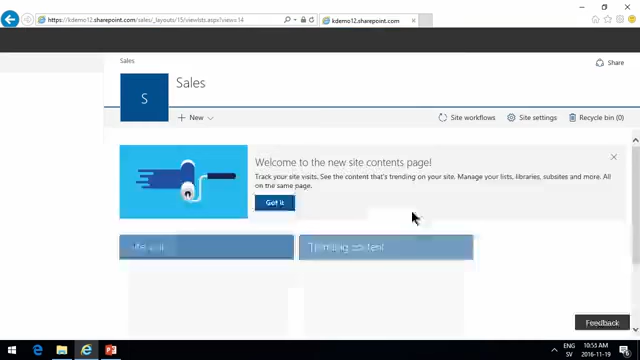 https://kdemo12.sharepoint.com/sales/_layouts/15/viewlsts.aspx?view=14
kdemo12.sharepoint.com
Sales
Share
S
Sales
New
Site workflows
Site settings
Recycle bin (0)
Welcome to the new site contents page!
Track your site visits. See the content that's trending on your site. Manage your lists, libraries, subsites and more. All
on the same page.
Got it
Trending content
Feedback
ENG
SV
10:53 AM
2016-11-19